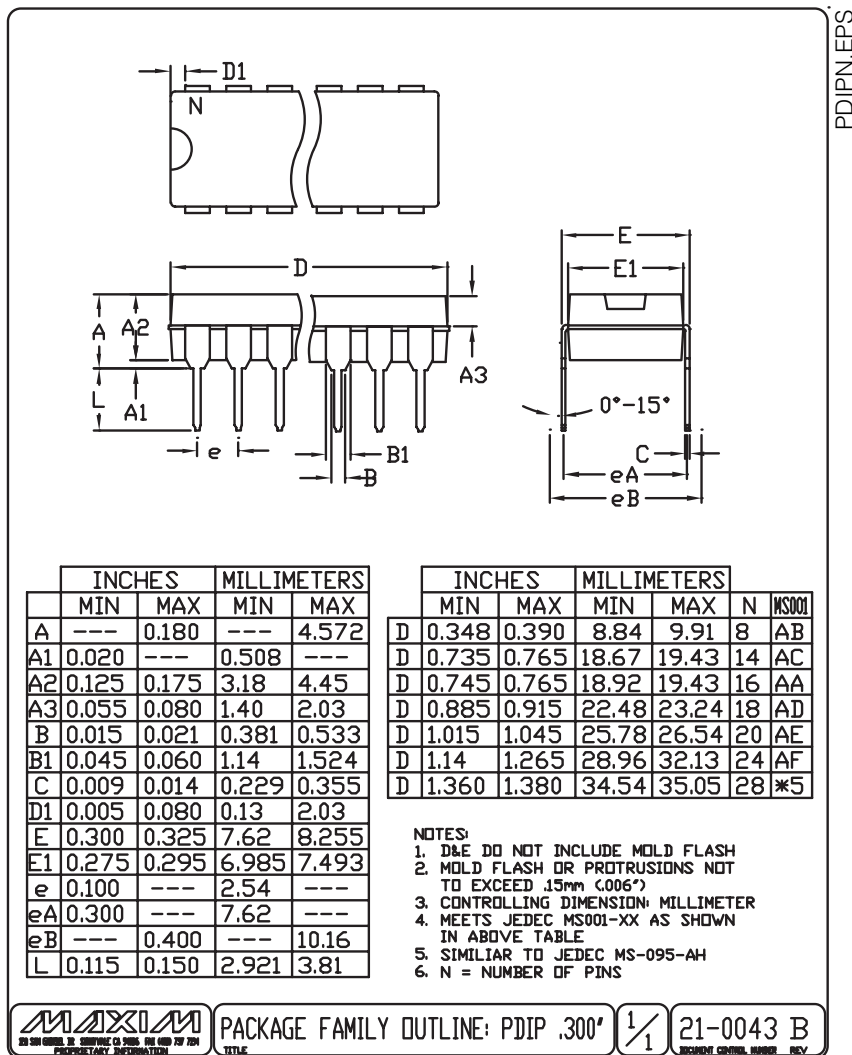 PDIPN.EPS
D1
N
D
E
E1
A
A2
A3
L
A1
0°-15°
e
B1
B
C
eA
eB
INCHES MILLIMETERS
MIN MAX MIN MAX
A --- 0.180 --- 4.572
A1 0.020 --- 0.508 ---
A2 0.125 0.175 3.18 4.45
A3 0.055 0.080 1.40 2.03
B 0.015 0.021 0.381 0.533
B1 0.045 0.060 1.14 1.524
C 0.009 0.014 0.229 0.355
D1 0.005 0.080 0.13 2.03
E 0.300 0.325 7.62 8.255
E1 0.275 0.295 6.985 7.493
e 0.100 --- 2.54 ---
eA 0.300 --- 7.62 ---
eB --- 0.400 --- 10.16
L 0.115 0.150 2.921 3.81
INCHES MILLIMETERS
MIN MAX MIN MAX N MS001
D 0.348 0.390 8.84 9.91 8 AB
D 0.735 0.765 18.67 19.43 14 AC
D 0.745 0.765 18.92 19.43 16 AA
D 0.885 0.915 22.48 23.24 18 AD
D 1.015 1.045 25.78 26.54 20 AE
D 1.14 1.265 28.96 32.13 24 AF
D 1.360 1.380 34.54 35.05 28 *5
NOTES:
1. D&E DO NOT INCLUDE MOLD FLASH
2. MOLD FLASH OR PROTRUSIONS NOT
TO EXCEED .15mm (.006")
3. CONTROLLING DIMENSION: MILLIMETER
4. MEETS JEDEC MS001-XX AS SHOWN
IN ABOVE TABLE
5. SIMILIAR TO JEDEC MS-095-AH
6. N = NUMBER OF PINS
MAXIM
PROPRIETARY INFORMATION
PACKAGE FAMILY OUTLINE: PDIP .300"
TITLE
1/1
21-0043 B
DOCUMENT CONTROL NUMBER REV